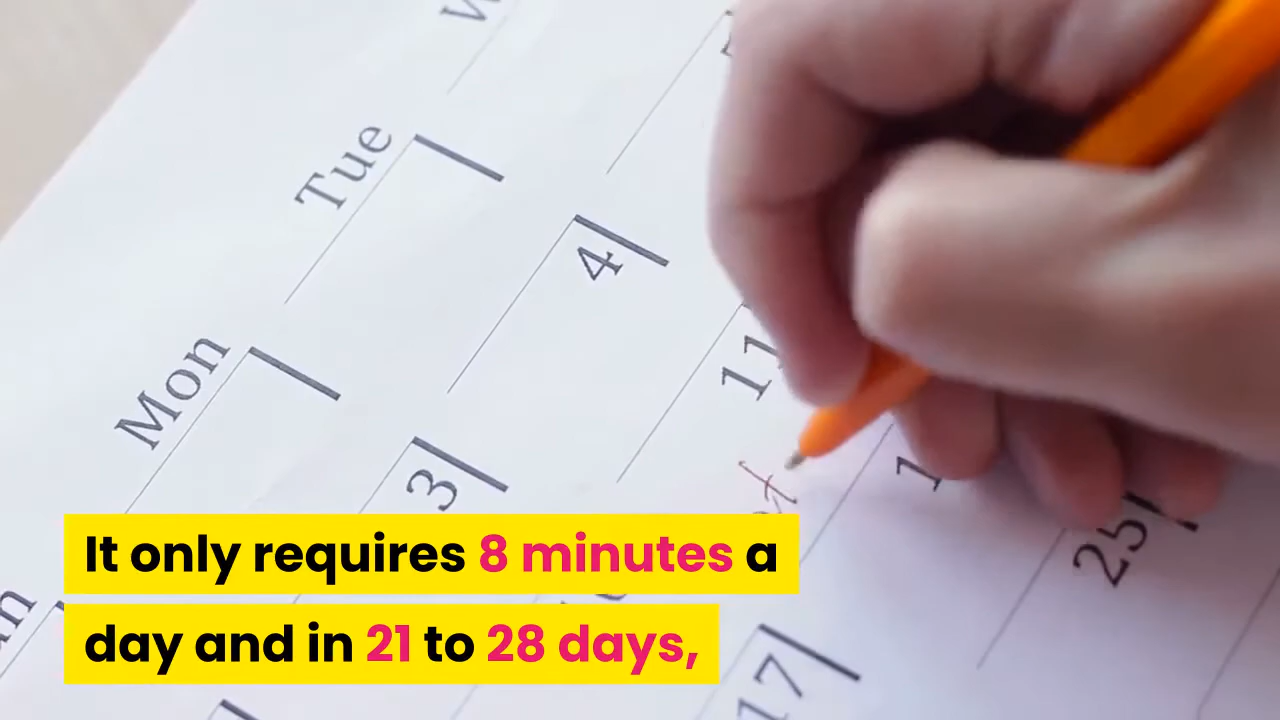 Tue
4
11
Mon
3
25
17
It only requires 8 minutes a
day and in 21 to 28 days,